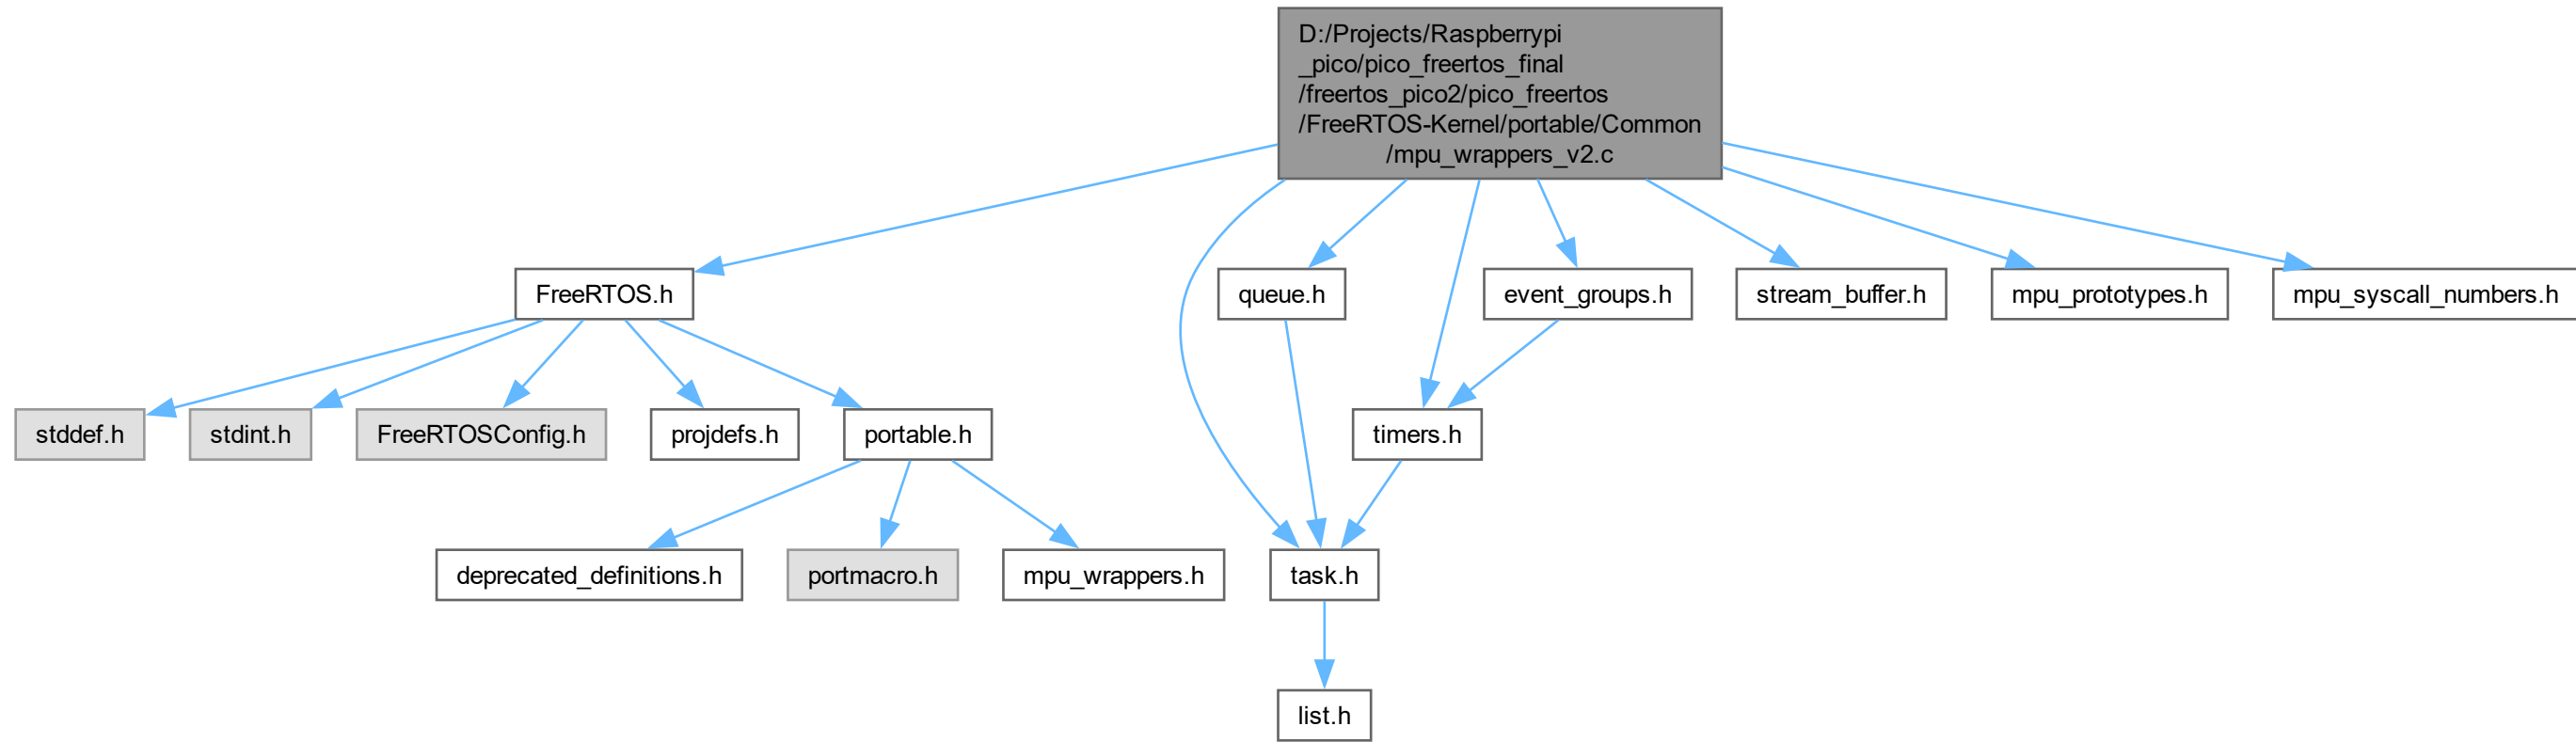 D:/Projects/Raspberrypi
_pico/pico_freertos_final
/freertos_pico2/pico_freertos
/FreeRTOS-Kernel/portable/Common
/mpu_wrappers_v2.c
FreeRTOS.h
queue.h
event_groups.h
stream_buffer.h
mpu_prototypes.h
mpu_syscall_numbers.h
stddef.h
stdint.h
FreeRTOSConfig.h
projdefs.h
portable.h
timers.h
deprecated_definitions.h
portmacro.h
mpu_wrappers.h
task.h
list.h